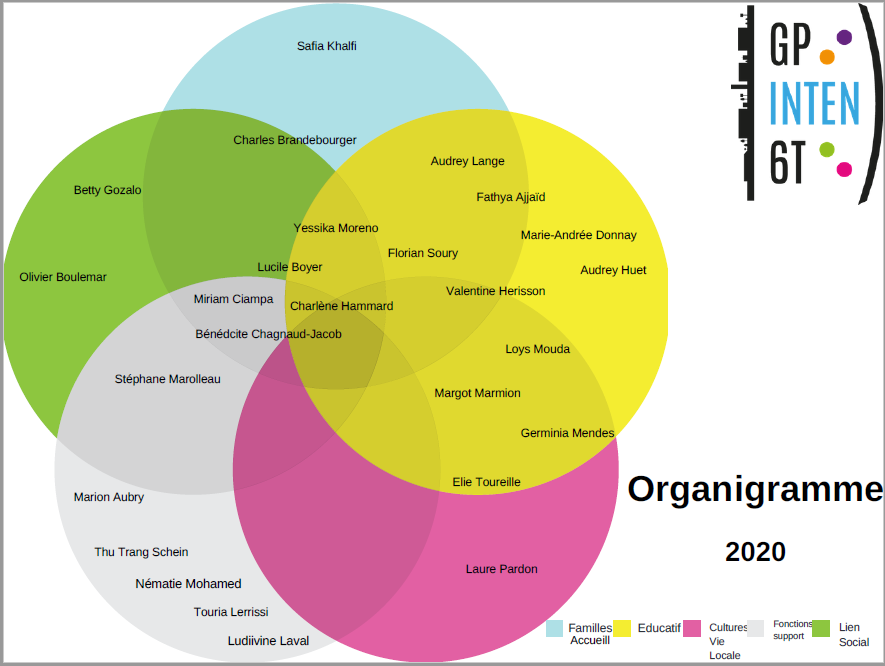 GP
INTEN
6T
Safia Khalfi
Charles Brandebourger
Audrey Lange
Betty Gozalo
Fathya Ajjaïd
Yessika Moreno
Marie-Andrée Donnay
Florian Soury
Lucile Boyer
Audrey Huet
Olivier Boulemar
Valentine Herisson
Miriam Ciampa
Charlène Hammard
Bénédcite Chagnaud-Jacob
Loys Mouda
Stéphane Marolleau
Margot Marmion
Germinia Mendes
Elie Toureille
Marion Aubry
Thu Trang Schein
Laure Pardon
Nématie Mohamed
Touria Lerrissi
Ludiivine Laval
Organigramme
2020
Familles
Accueill
Educatif
Cultures
Vie
Locale
Fonctions
support
Lien
Social